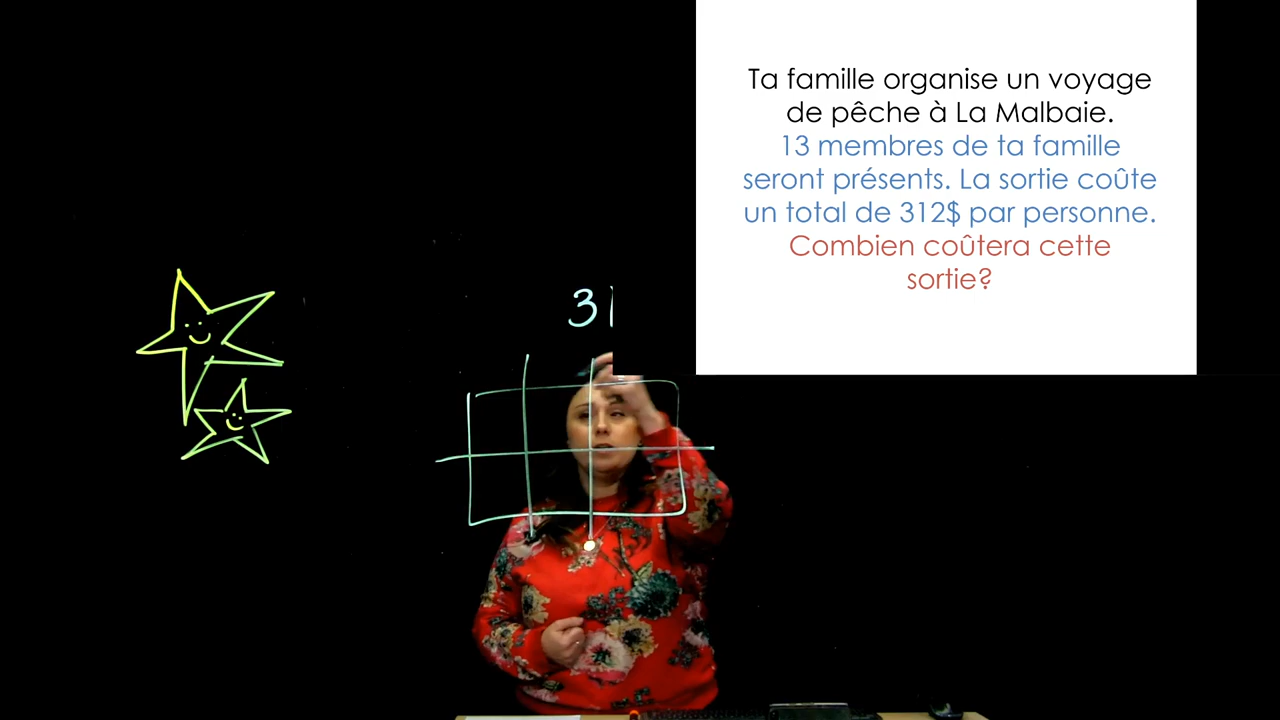 Ta famille organise un voyage
de pêche à La Malbaie.
13 membres de ta famille
seront présents. La sortie coûte
un total de 312$ par personne.
Combien coûtera cette
sortie?
31